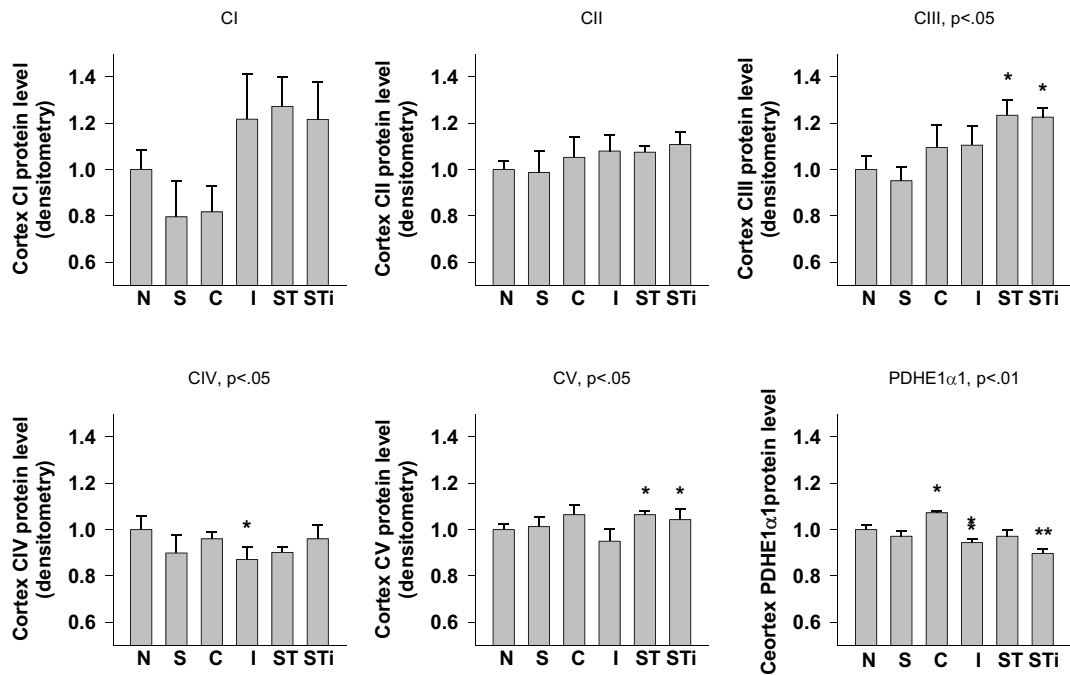 CI
Cortex CI protein level
(densitometry)
1.4
1.2
1.0
0.8
0.6
N S C I ST STi
CII
Cortex CII protein level
(densitometry)
1.4
1.2
1.0
0.8
0.6
N S C I ST STi
CIII, p<.05
Cortex CIII protein level
(densitometry)
1.4
1.2
1.0
0.8
0.6
* *
N S C I ST STi
CIV, p<.05
Cortex CIV protein level
(densitometry)
1.4
1.2
1.0
0.8
0.6
*
N S C I ST STi
CV, p<.05
Cortex CV protein level
(densitometry)
1.4
1.2
1.0
0.8
0.6
* *
N S C I ST STi
PDHE1α1, p<.01
Ceortex PDHE1α1protein level
1.4
1.2
1.0
0.8
0.6
* ** **
N S C I ST STi